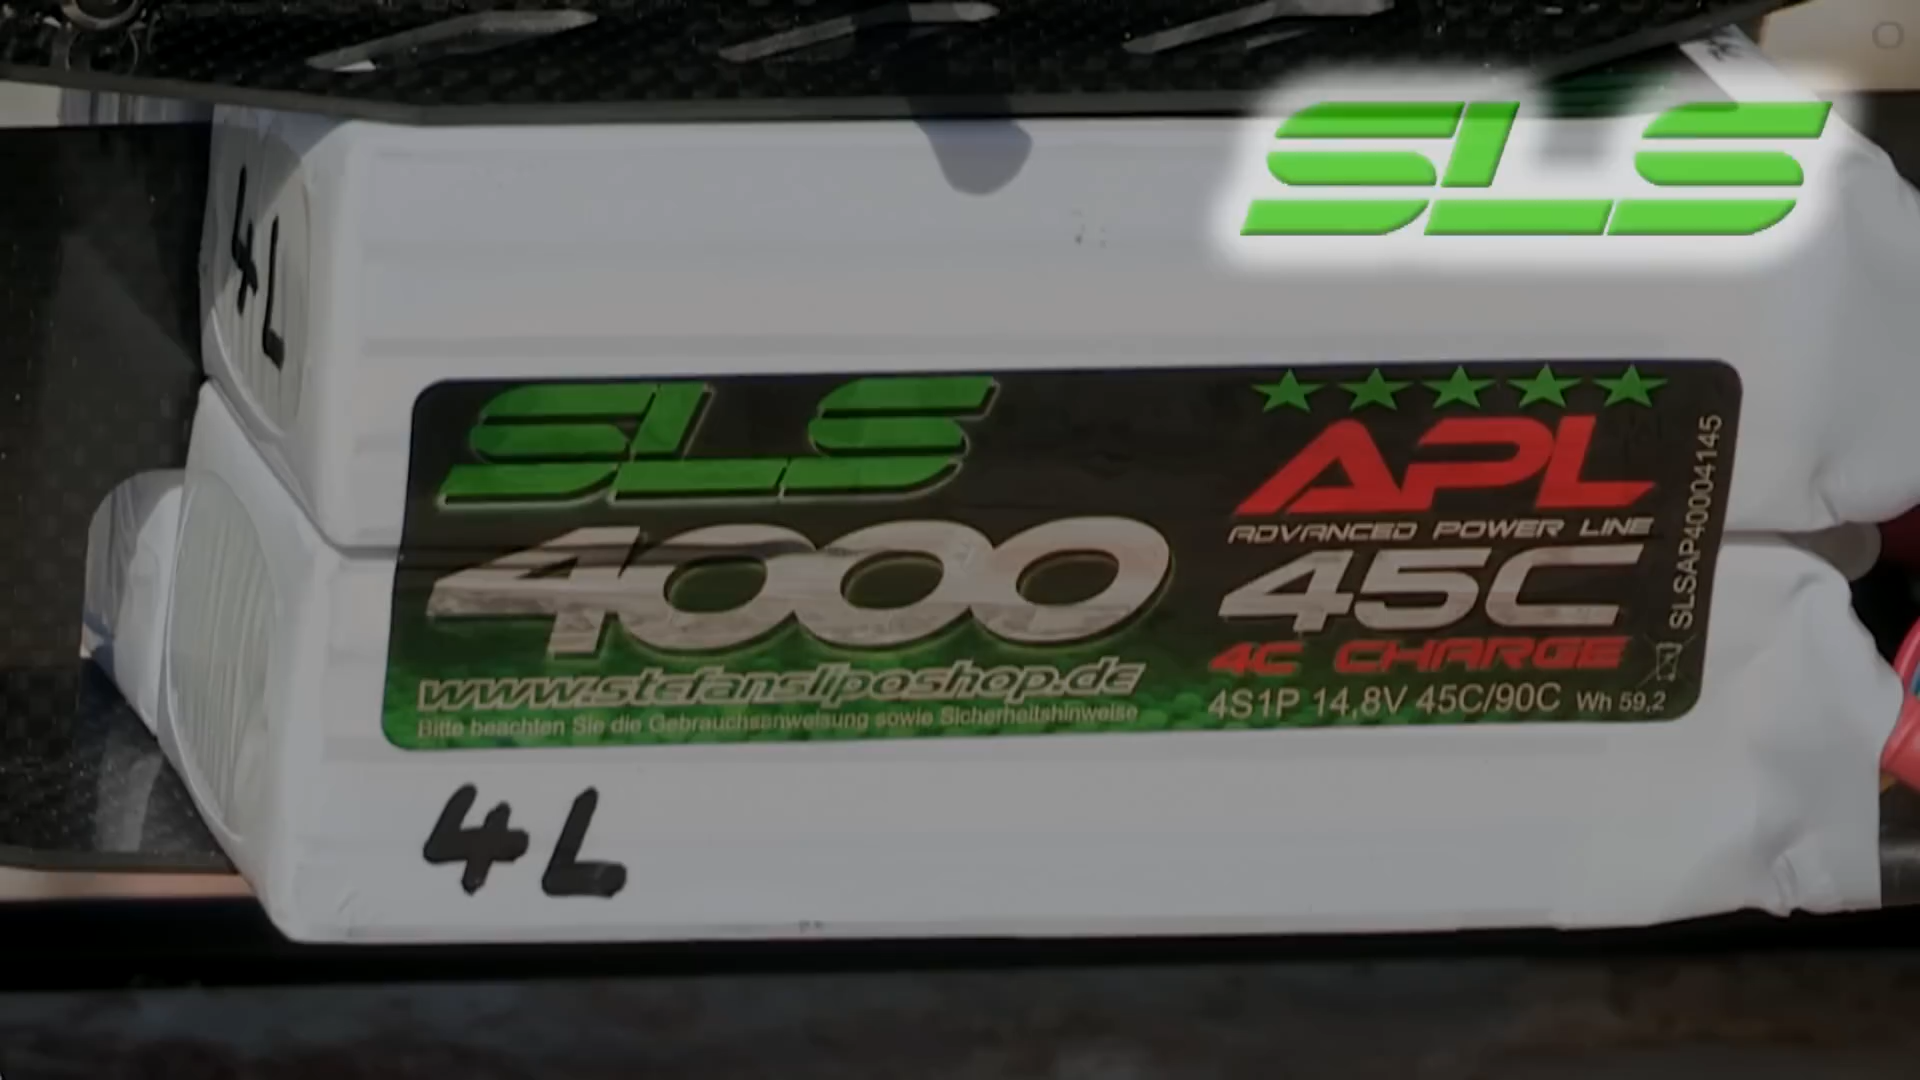 SLS
4L
SLS
4000
www.stefansliposhop.de
Bitte beachten Sie die Gebrauchsanweisung sowie Sicherheitshinweise
APL
ADVANCED POWER LINE
45C
4C CHARGE
4S1P 14,8V 45C/90C Wh 59,2
SLSAP40004145
4L